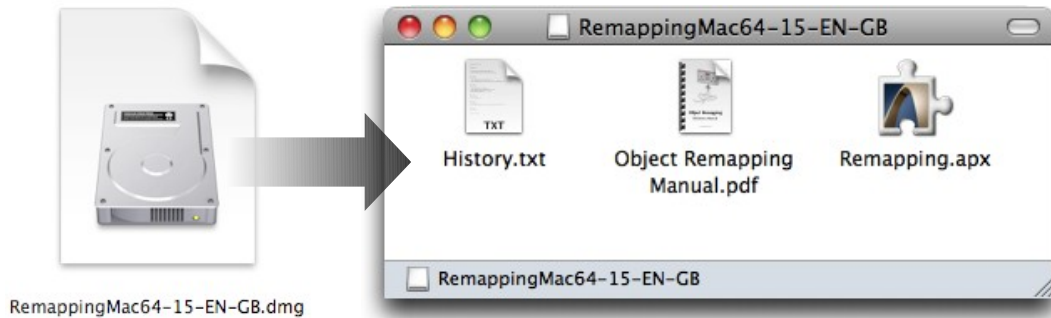 RemappingMac64-15-EN-GB
TXT
History.txt
Object Remapping
Manual.pdf
Remapping.apx
RemappingMac64-15-EN-GB
RemappingMac64-15-EN-GB.dmg